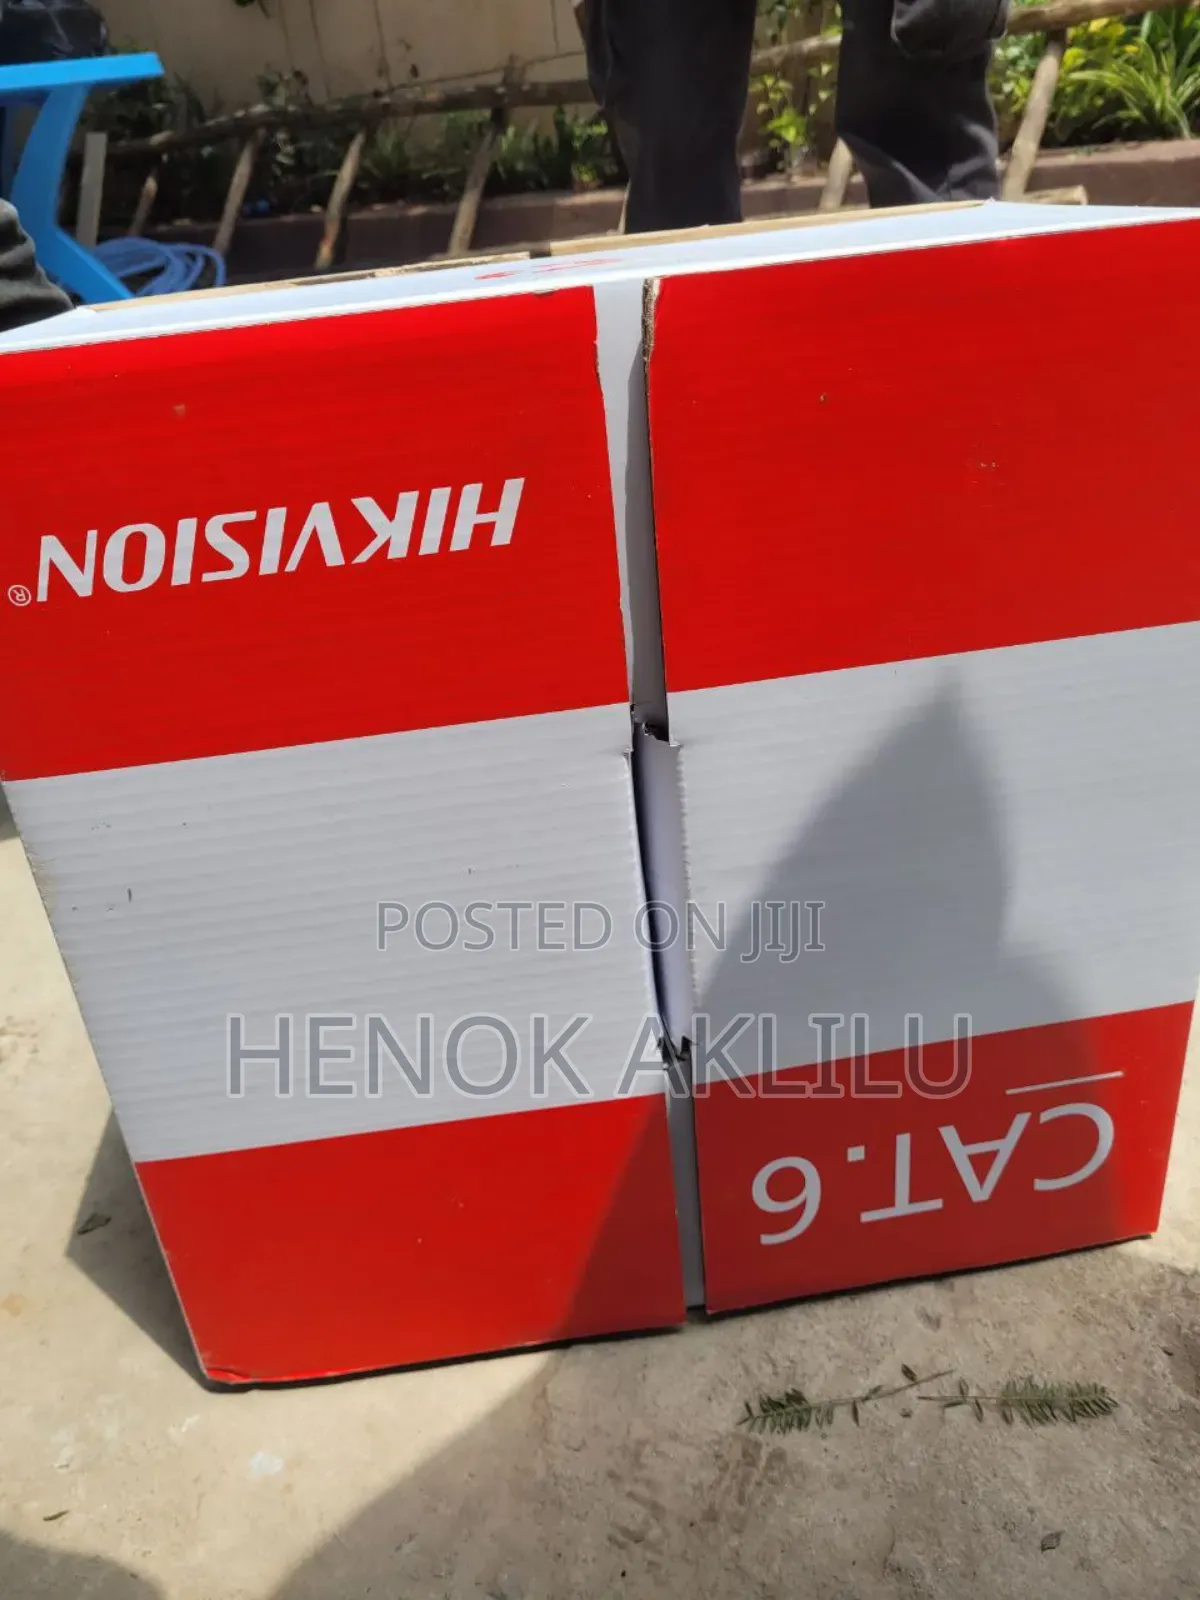 HIKVISION®
POSTED ON JIJI
HENOK AKLILU
CAT.6